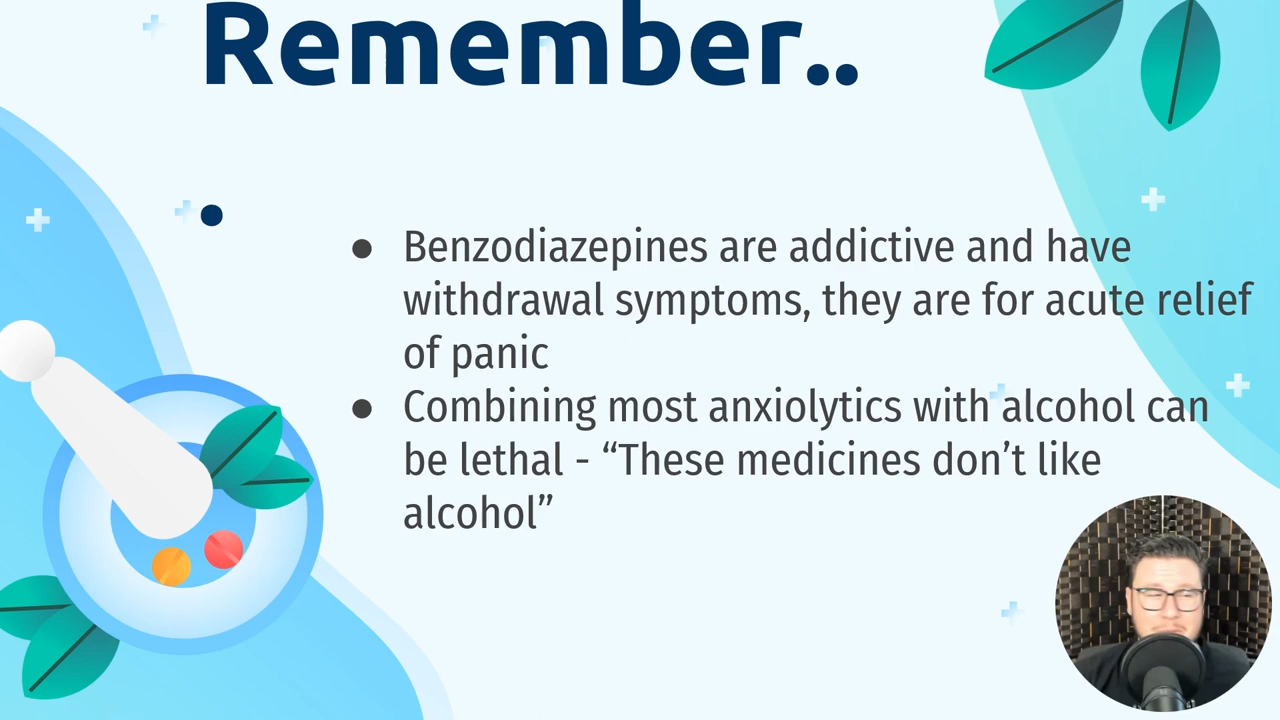 Remember..
•
● Benzodiazepines are addictive and have
withdrawal symptoms, they are for acute relief
of panic
● Combining most anxiolytics with alcohol can
be lethal - “These medicines don’t like
alcohol”